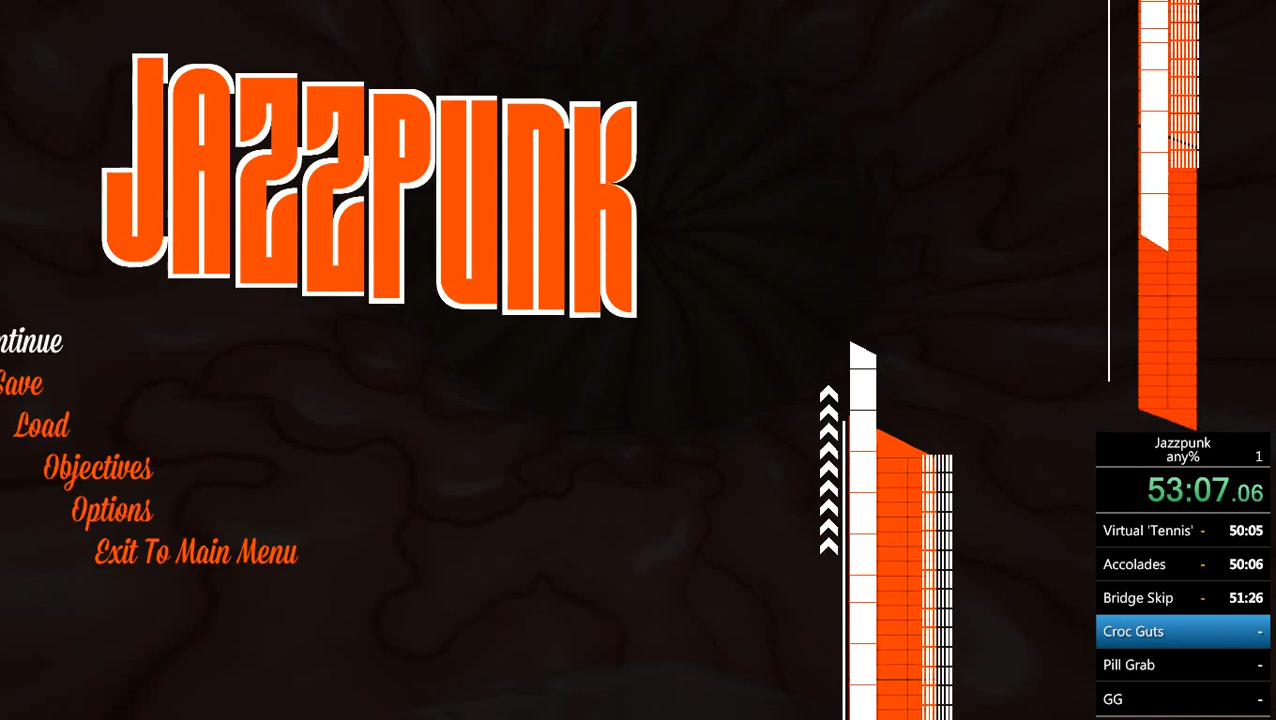 JAZZPUNK
ntinue
Save
Load
Objectives
Options
Exit To Main Menu
Jazzpunk
any% 1
53:07.06
Virtual 'Tennis' - 50:05
Accolades - 50:06
Bridge Skip - 51:26
Croc Guts -
Pill Grab -
GG -